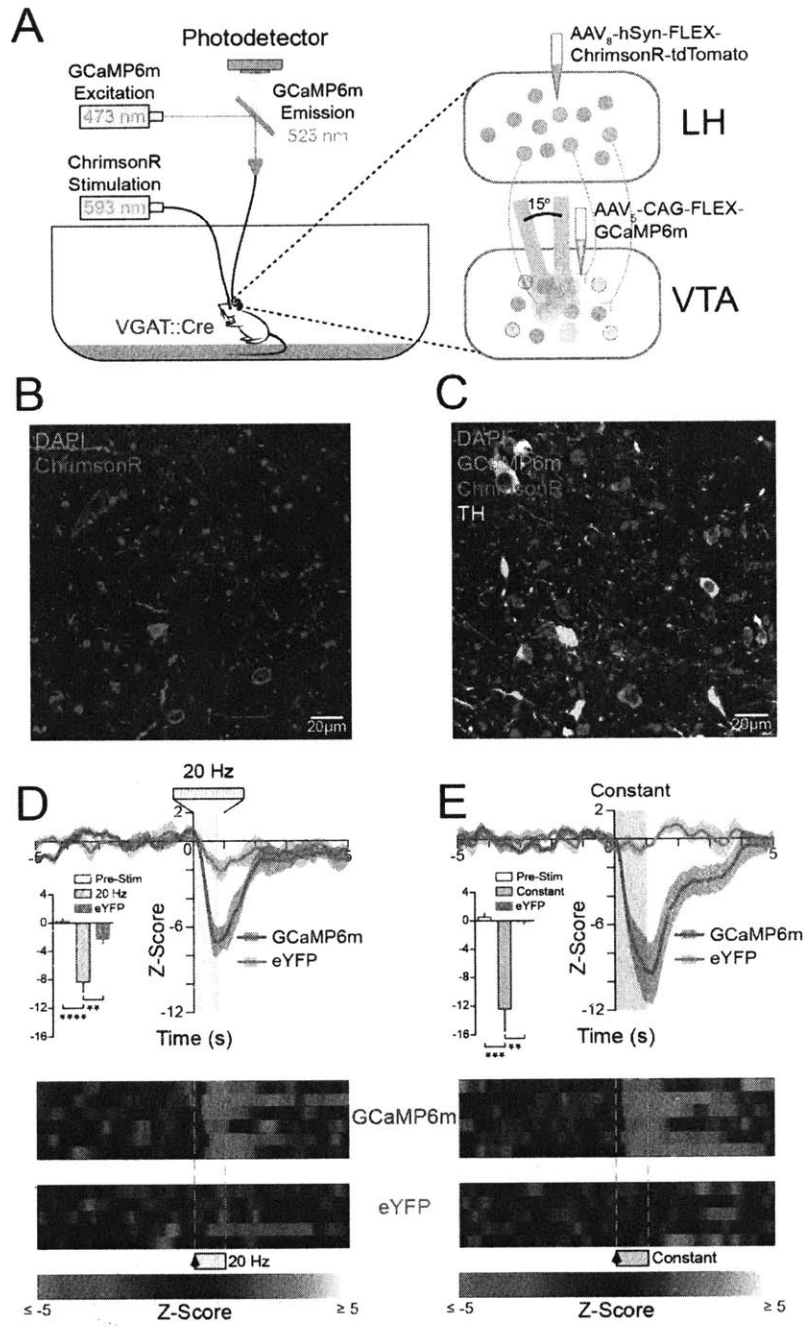 A
Photodetector
GCaMP6m
Excitation
473 nm
GCaMP6m
Emission
523 nm
ChrimsonR
Stimulation
593 nm
VGAT::Cre
AAV8-hSyn-FLEX-
ChrimsonR-tdTomato
LH
15°
AAV5-CAG-FLEX-
GCaMP6m
VTA
B
DAPI
ChrimsonR
20µm
C
DAPI
GCaMP6m
ChrimsonR
TH
20µm
D
20 Hz
2
-5
5
-6
-12
Z-Score
Time (s)
GCaMP6m
eYFP
Pre-Stim
20 Hz
eYFP
4
0
-4
-8
-12
-16
****
**
E
Constant
2
-5
5
-6
-12
Z-Score
Time (s)
GCaMP6m
eYFP
Pre-Stim
Constant
eYFP
4
0
-4
-8
-12
-16
***
**
GCaMP6m
eYFP
20 Hz
Constant
≤ -5
Z-Score
≥ 5
≤ -5
Z-Score
≥ 5